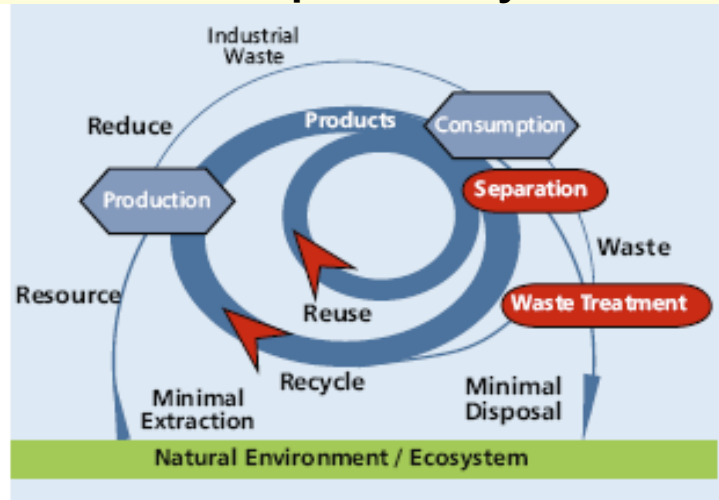 Industrial
Waste
Reduce
Products
Consumption
Production
Separation
Waste
Resource
Waste Treatment
Reuse
Recycle
Minimal
Extraction
Minimal
Disposal
Natural Environment / Ecosystem